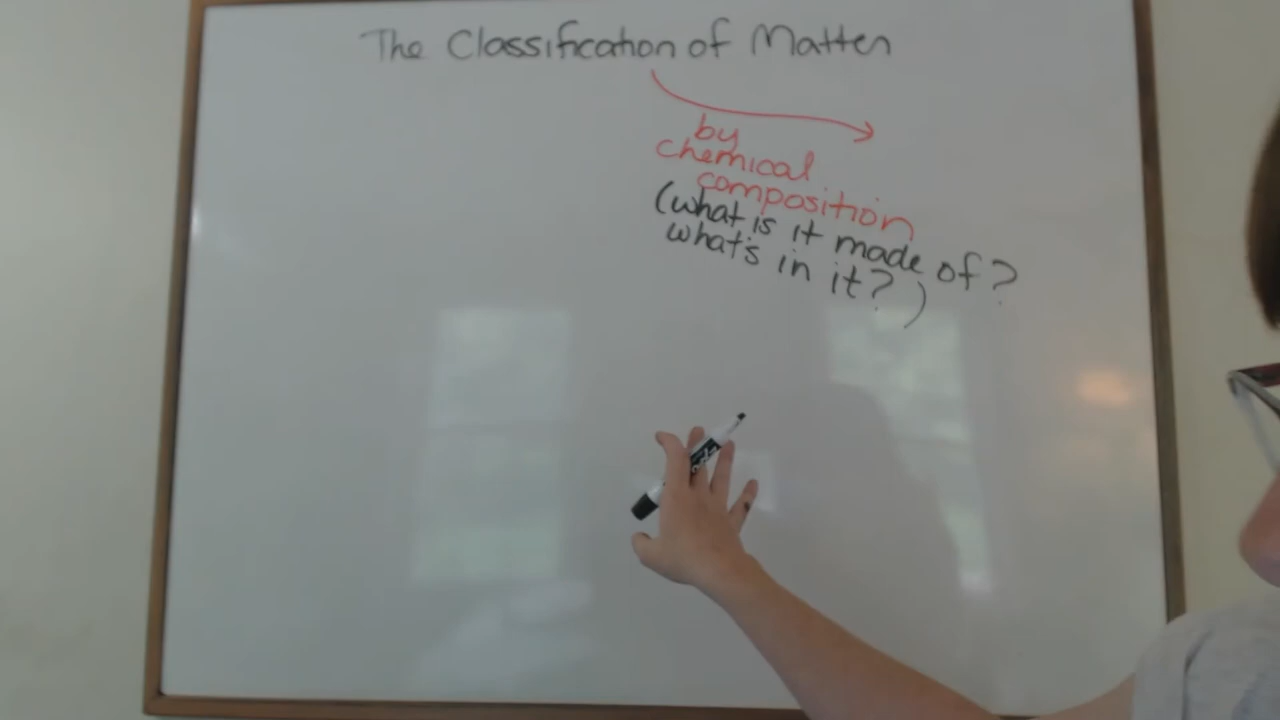 The Classification of Matter
by
chemical
composition
(what is it made of?
what's in it?)